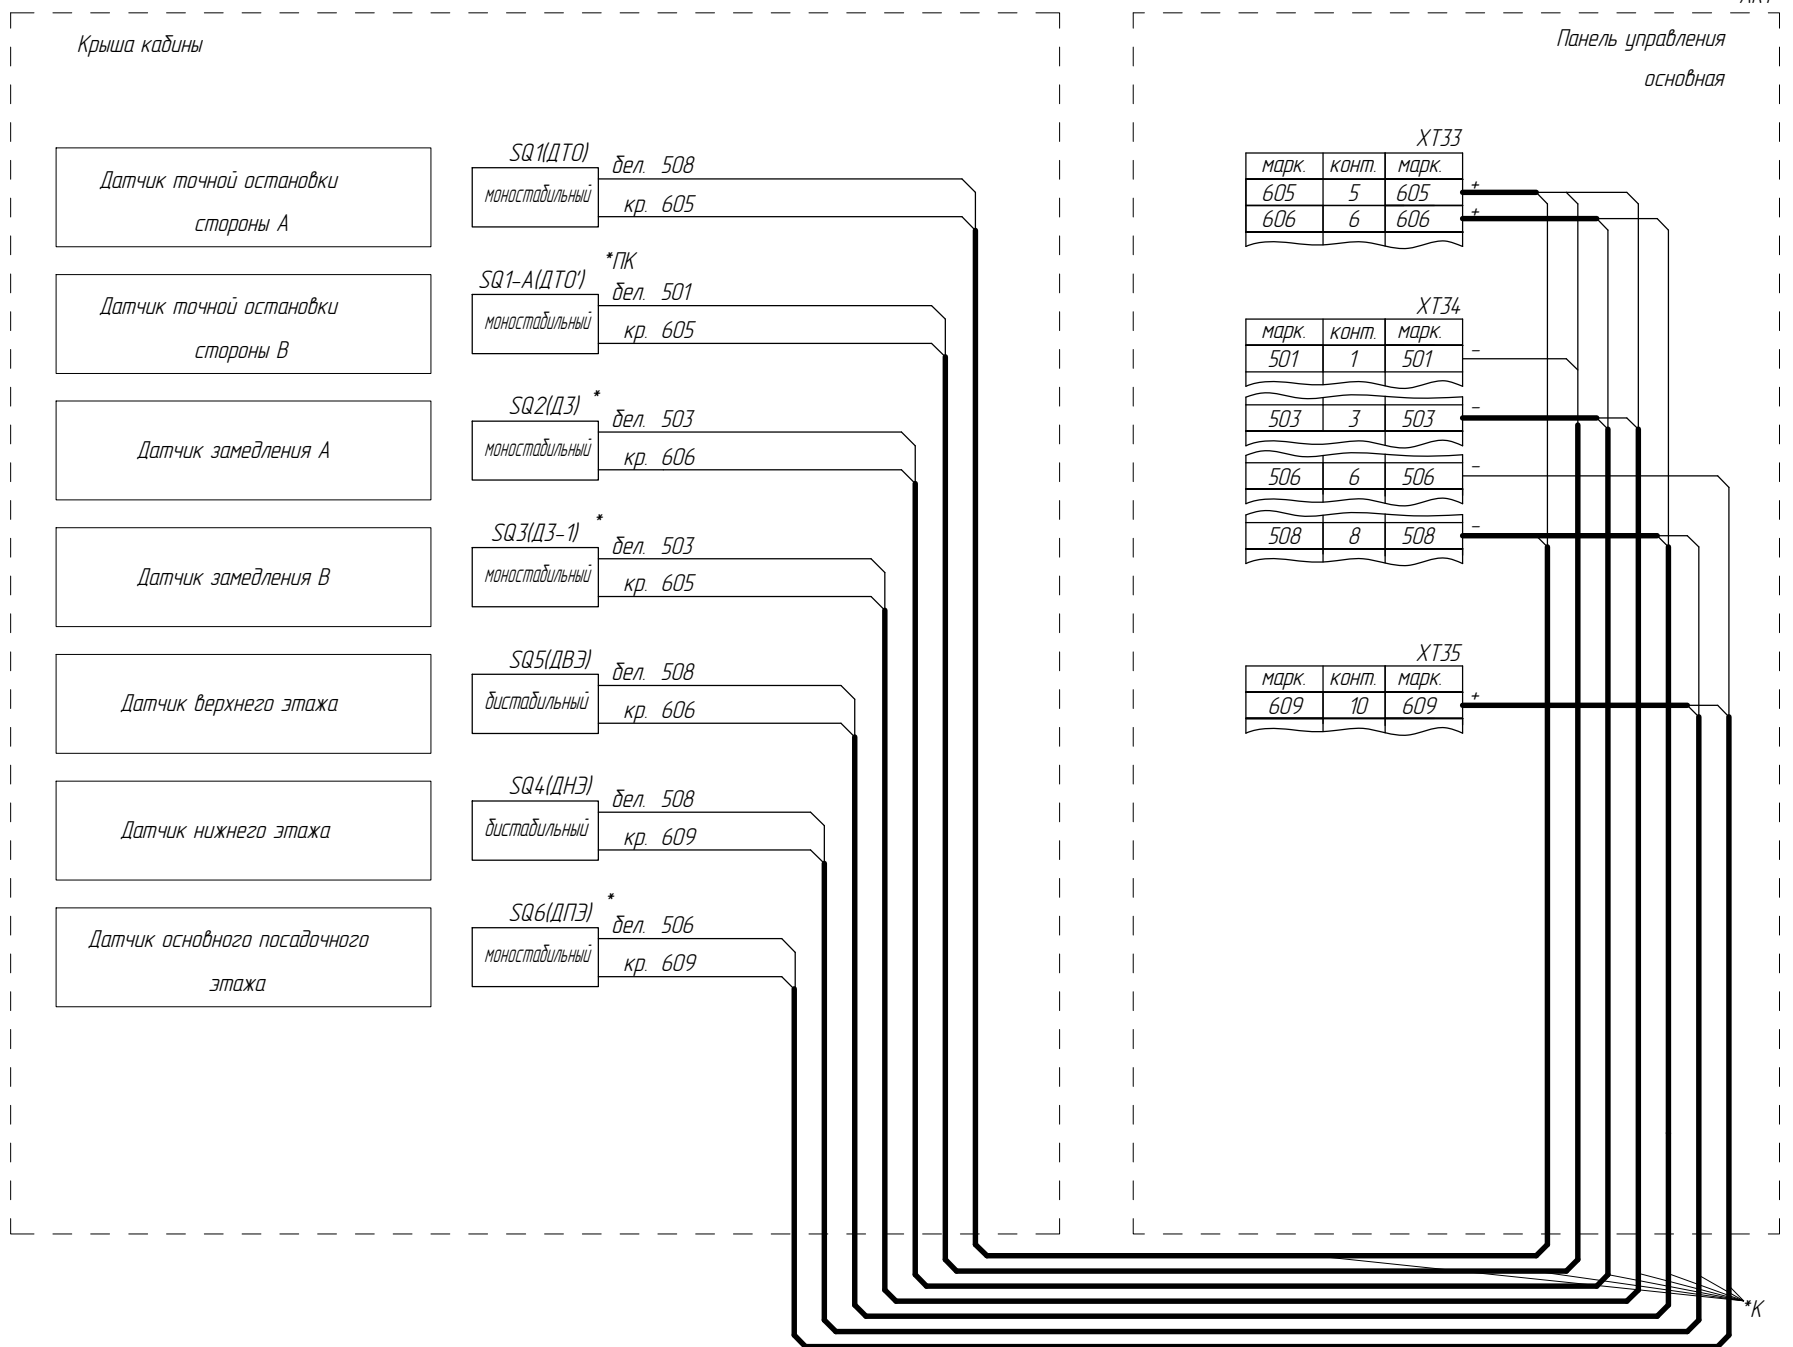 Крыша кабины
Датчик точной остановки
стороны А
SQ1(ДТО)
моностабильный
бел. 508
кр. 605
Датчик точной остановки
стороны В
*ПК
SQ1-А(ДТО')
моностабильный
бел. 501
кр. 605
Датчик замедления А
SQ2(ДЗ) *
моностабильный
бел. 503
кр. 606
Датчик замедления В
SQ3(ДЗ-1) *
моностабильный
бел. 503
кр. 605
Датчик верхнего этажа
SQ5(ДВЭ)
бистабильный
бел. 508
кр. 606
Датчик нижнего этажа
SQ4(ДНЭ)
бистабильный
бел. 508
кр. 609
Датчик основного посадочного
этажа
SQ6(ДПЭ) *
моностабильный
бел. 506
кр. 609
Панель управления
основная
XT33
марк. конт. марк.
605 5 605 +
606 6 606 +
XT34
марк. конт. марк.
501 1 501 -
503 3 503 -
506 6 506 -
508 8 508 -
XT35
марк. конт. марк.
609 10 609 +
*К